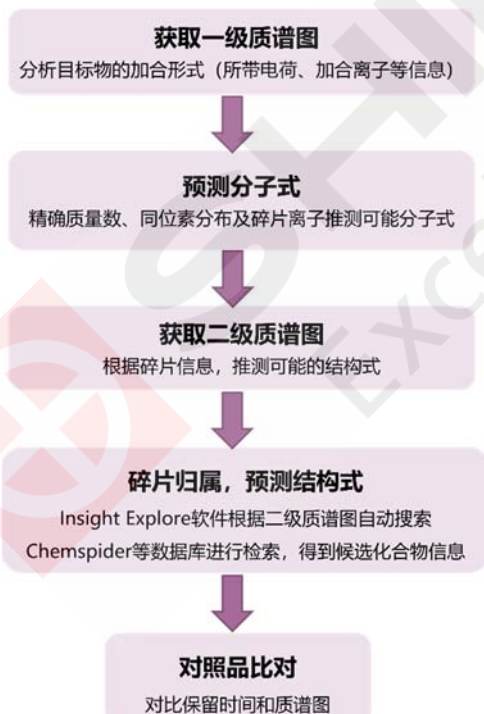 获取一级质谱图
分析目标物的加合形式（所带电荷、加合离子等信息）
预测分子式
精确质量数、同位素分布及碎片离子推测可能分子式
获取二级质谱图
根据碎片信息，推测可能的结构式
碎片归属，预测结构式
Insight Explore软件根据二级质谱图自动搜索
Chemspider等数据库进行检索，得到候选化合物信息
对照品比对
对比保留时间和质谱图